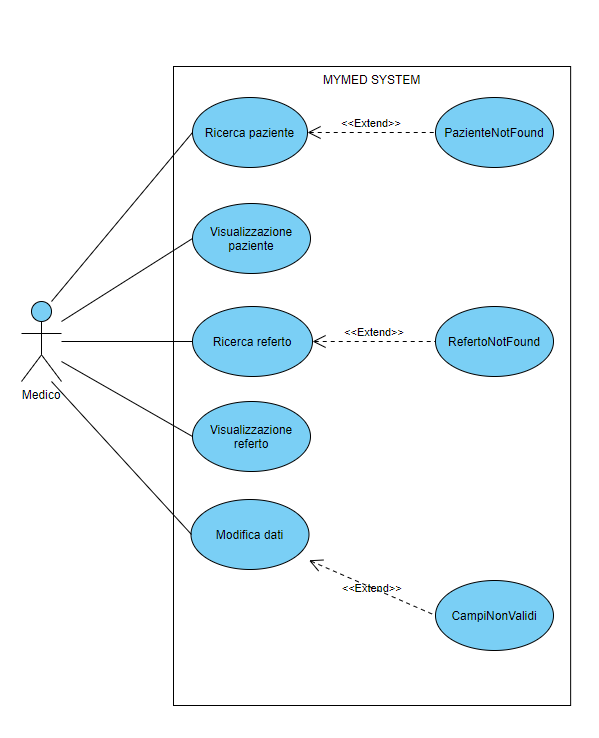 MYMED SYSTEM
Ricerca paziente
<<Extend>>
PazienteNotFound
Visualizzazione
paziente
Ricerca referto
<<Extend>>
RefertoNotFound
Medico
Visualizzazione
referto
Modifica dati
<<Extend>>
CampiNonValidi